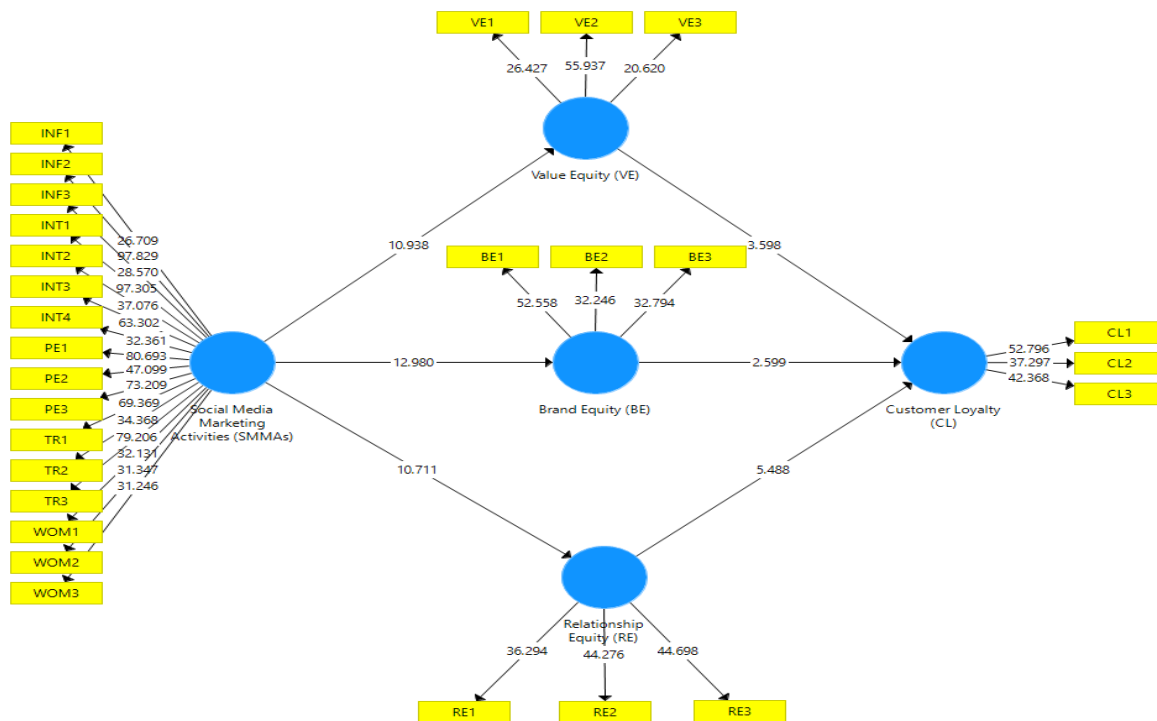 VE1
VE2
VE3
26.427
55.937
20.620
Value Equity (VE)
INF1
INF2
INF3
INT1
INT2
INT3
INT4
PE1
PE2
PE3
TR1
TR2
TR3
WOM1
WOM2
WOM3
26.709
97.829
28.570
97.305
37.076
63.302
32.361
80.693
47.099
73.209
69.369
34.368
79.206
32.131
31.347
31.246
Social Media
Marketing
Activities (SMMAs)
10.938
12.980
10.711
BE1
BE2
BE3
52.558
32.246
32.794
Brand Equity (BE)
3.598
2.599
5.488
Customer Loyalty
(CL)
52.796
37.297
42.368
CL1
CL2
CL3
Relationship
Equity (RE)
36.294
44.276
44.698
RE1
RE2
RE3